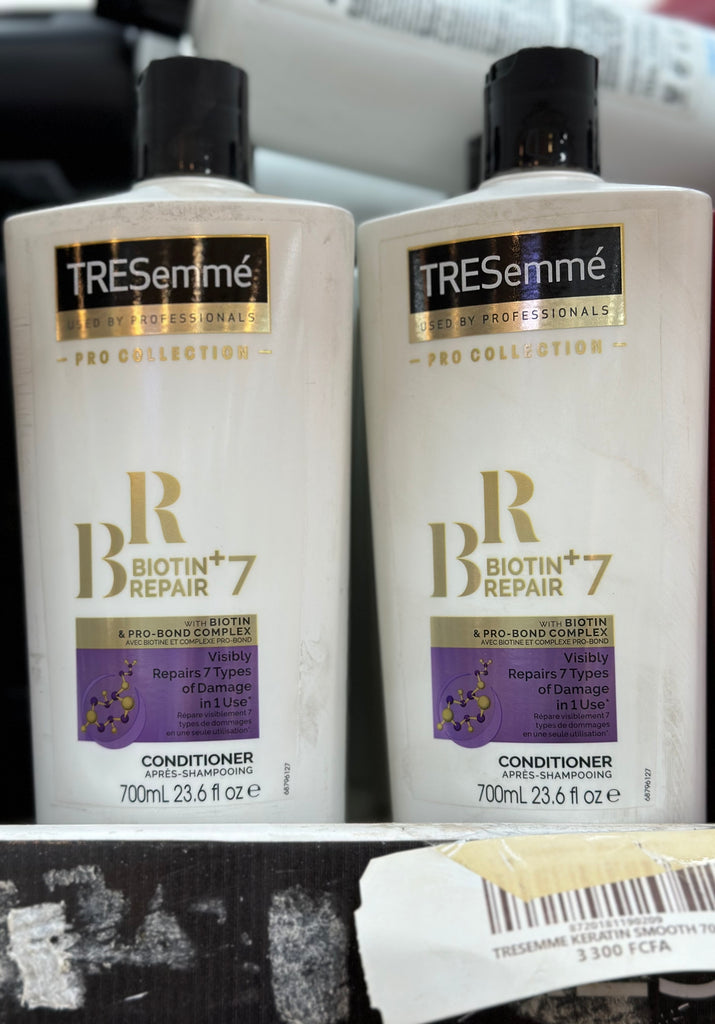 TRESemmé
USED BY PROFESSIONALS
PRO COLLECTION
BR
BIOTIN+7
REPAIR
WITH BIOTIN
& PRO-BOND COMPLEX
AVEC BIOTINE ET COMPLEXE PRO-BOND
Visibly
Repairs 7 Types
of Damage
in 1 Use*
Répare visiblement 7
types de dommages
en une seule utilisation*
CONDITIONER
APRÈS-SHAMPOOING
700mL 23.6 fl oz e
68796127
TRESemmé
USED BY PROFESSIONALS
PRO COLLECTION
BR
BIOTIN+7
REPAIR
WITH BIOTIN
& PRO-BOND COMPLEX
AVEC BIOTINE ET COMPLEXE PRO-BOND
Visibly
Repairs 7 Types
of Damage
in 1 Use*
Répare visiblement 7
types de dommages
en une seule utilisation*
CONDITIONER
APRÈS-SHAMPOOING
700mL 23.6 fl oz e
68796127
8720181190209
TRESEMME KERATIN SMOOTH 70
3 300 FCFA